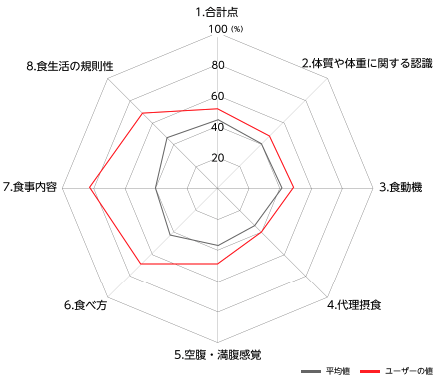 1.合計点
100 (%)
8.食生活の規則性
2.体質や体重に関する認識
80
60
40
20
7.食事内容
3.食動機
6.食べ方
4.代理摂食
5.空腹・満腹感覚
平均値
ユーザーの値